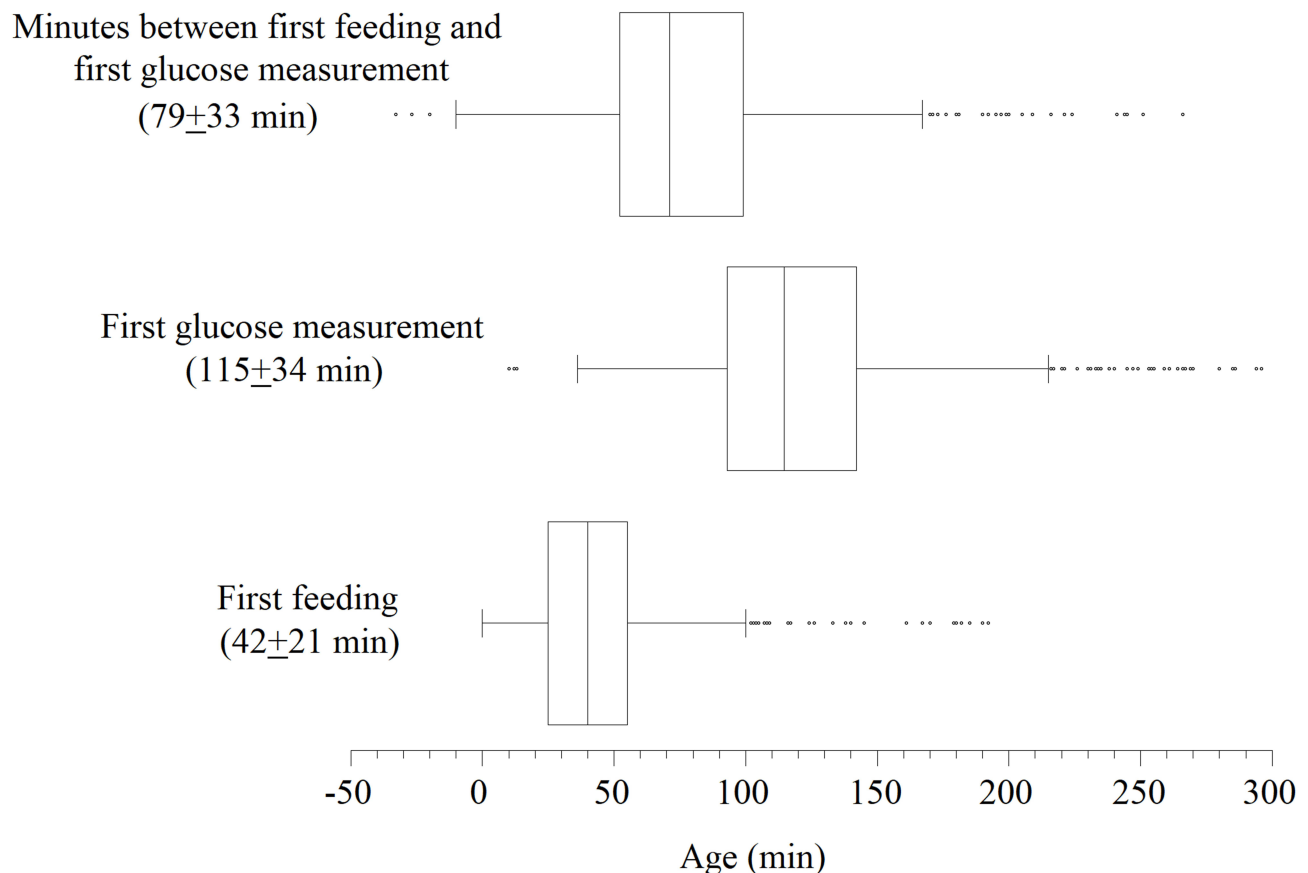 Minutes between first feeding and
first glucose measurement
(79±33 min)
First glucose measurement
(115±34 min)
First feeding
(42±21 min)
-50 0 50 100 150 200 250 300
Age (min)